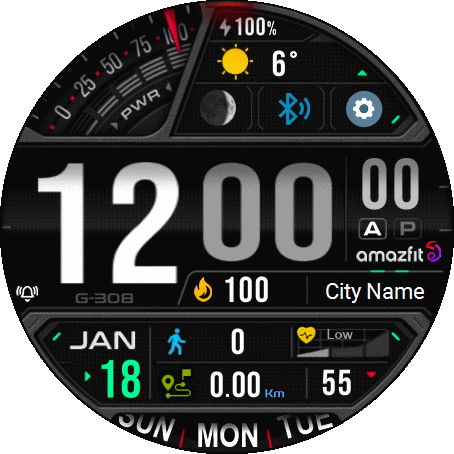 0 25 50 75 100
PWR
100%
6°
12 00 00
A P
amazfit
G-308
100 City Name
JAN 0 Low
18 0.00 Km 55
SUN MON TUE